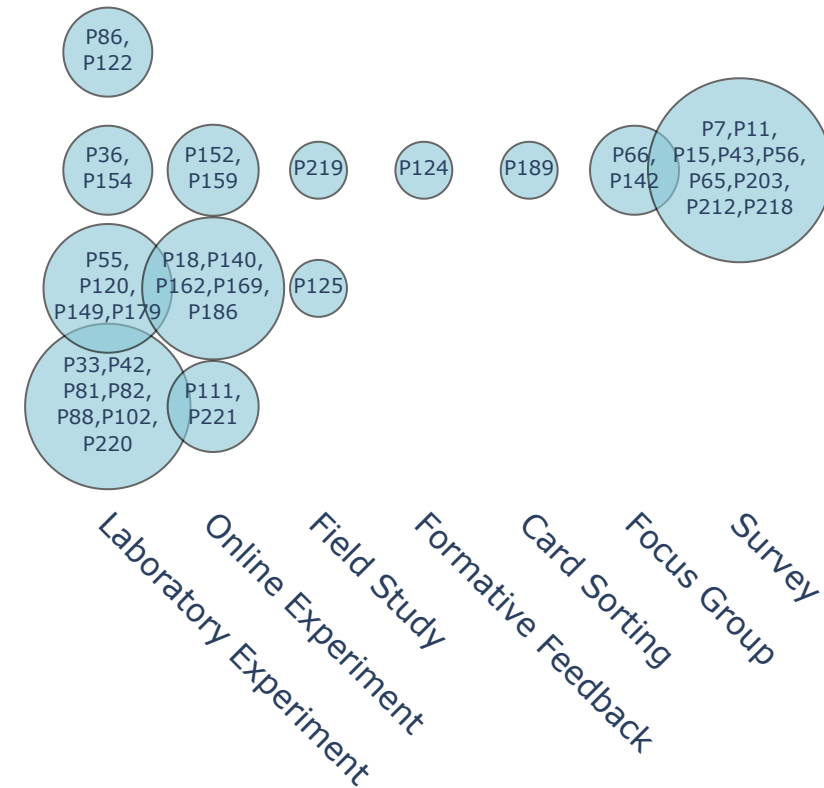 P86,
P122
P36,
P154
P152,
P159
P219
P124
P189
P66,
P142
P7,P11,
P15,P43,P56,
P65,P203,
P212,P218
P55,
P120,
P149,P179
P18,P140,
P162,P169,
P186
P125
P33,P42,
P81,P82,
P88,P102,
P220
P111,
P221
Laboratory Experiment
Online Experiment
Field Study
Formative Feedback
Card Sorting
Focus Group
Survey